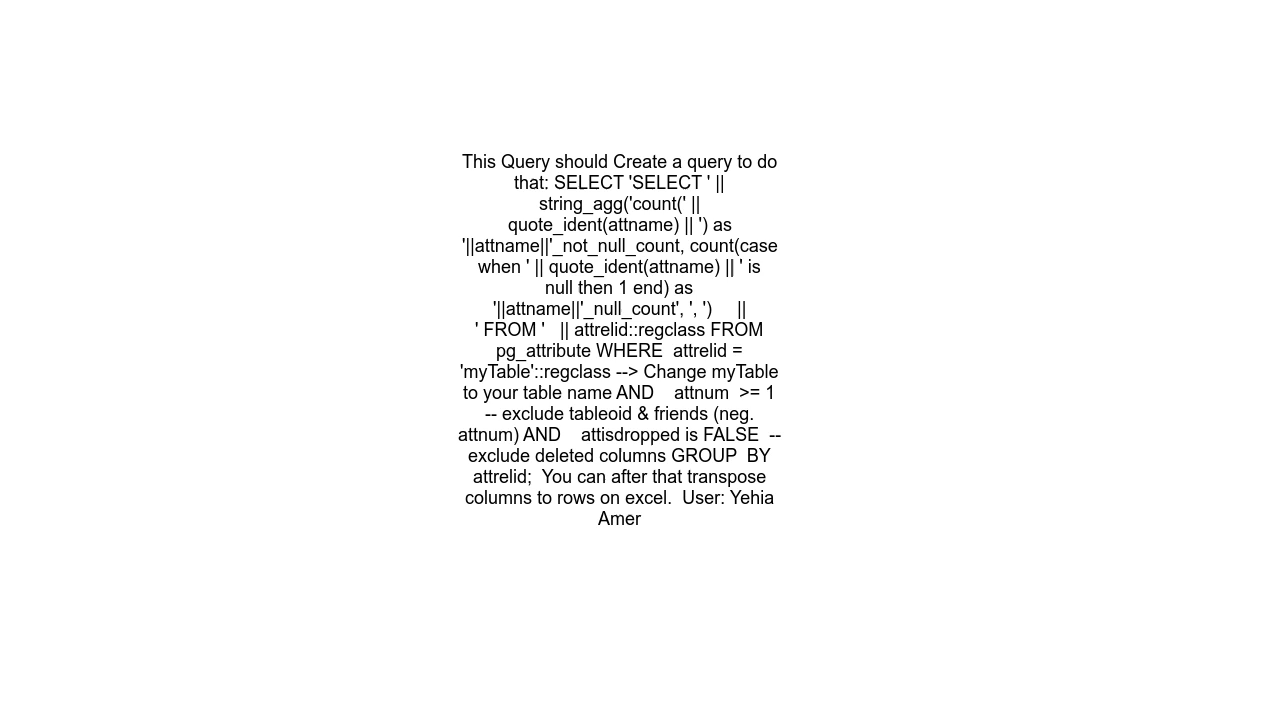 This Query should Create a query to do
that: SELECT 'SELECT ' ||
string_agg('count(' ||
quote_ident(attname) || ') as
'||attname||'_not_null_count, count(case
when ' || quote_ident(attname) || ' is
null then 1 end) as
'||attname||'_null_count', ', ')     ||
' FROM '   || attrelid::regclass FROM
pg_attribute WHERE  attrelid =
'myTable'::regclass --> Change myTable
to your table name AND    attnum  >= 1
-- exclude tableoid & friends (neg.
attnum) AND    attisdropped is FALSE  --
exclude deleted columns GROUP  BY
attrelid;  You can after that transpose
columns to rows on excel.  User: Yehia
Amer